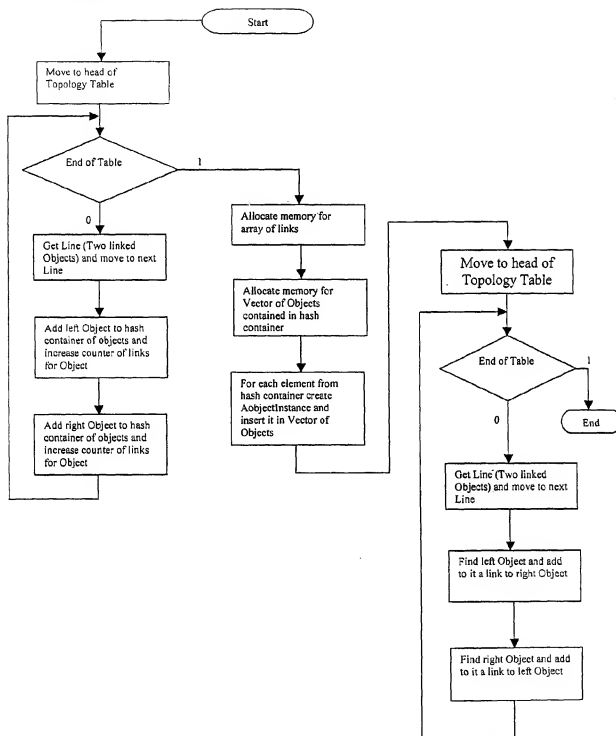 Start
Move to head of
Topology Table
End of Table
1
0
Get Line (Two linked
Objects) and move to next
Line
Add left Object to hash
container of objects and
increase counter of links
for Object
Add right Object to hash
container of objects and
increase counter of links
for Object
Allocate memory for
array of links
Allocate memory for
Vector of Objects
contained in hash
container
For each element from
hash container create
AobjectInstance and
insert it in Vector of
Objects
Move to head of
Topology Table
End of Table
1
0
End
Get Line (Two linked
Objects) and move to next
Line
Find left Object and add
to it a link to right Object
Find right Object and add
to it a link to left Object